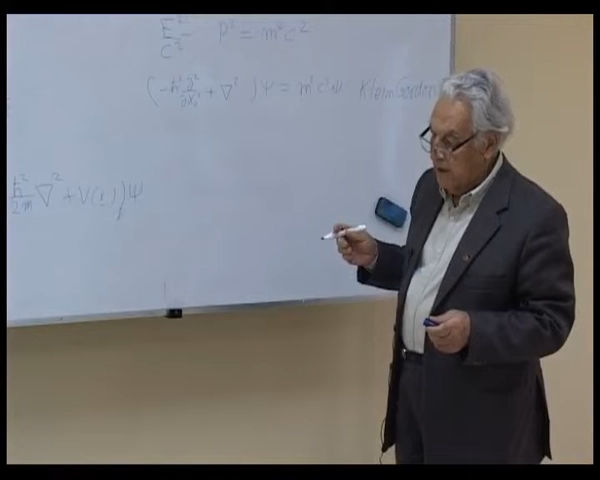 E²/c² - P² = m²c²
(-ħ² ∂²/∂x₀² + ∇² )Ψ = m²c²Ψ Klein Gordon
ħ²/2m ∇² + V(r))Ψ